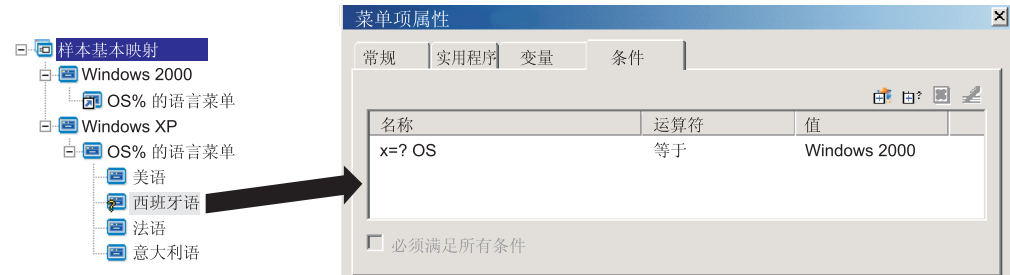 样本基本映射
Windows 2000
OS% 的语言菜单
Windows XP
OS% 的语言菜单
美语
西班牙语
法语
意大利语
菜单项属性
常规 实用程序 变量 条件
名称 运算符 值
x=? OS 等于 Windows 2000
必须满足所有条件